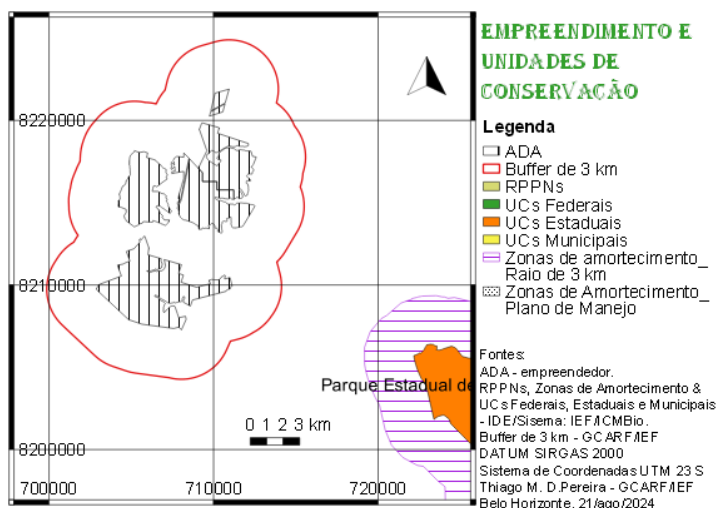 EMPREENDIMENTO E
UNIDADES DE
CONSERVACÃO
Legenda
ADA
Buffer de 3 km
RPPNs
UCs Federais
UCs Estaduais
UCs Municipais
Zonas de amortecimento_
Raio de 3 km
Zonas de Amortecimento_
Plano de Manejo
Fontes:
ADA - empreendedor.
RPPNs, Zonas de Amortecimento &
UCs Federais, Estaduais e Municipais
- IDE/Sisema: IEF/ICMBio.
Buffer de 3 km - GCARF/IEF
DATUM SIRGAS 2000
Sistema de Coordenadas UTM 23 S
Thiago M. D.Pereira - GCARF/IEF
Belo Horizonte, 21/ago/2024
8220000
8210000
8200000
Parque Estadual de
0 1 2 3 km
700000 710000 720000